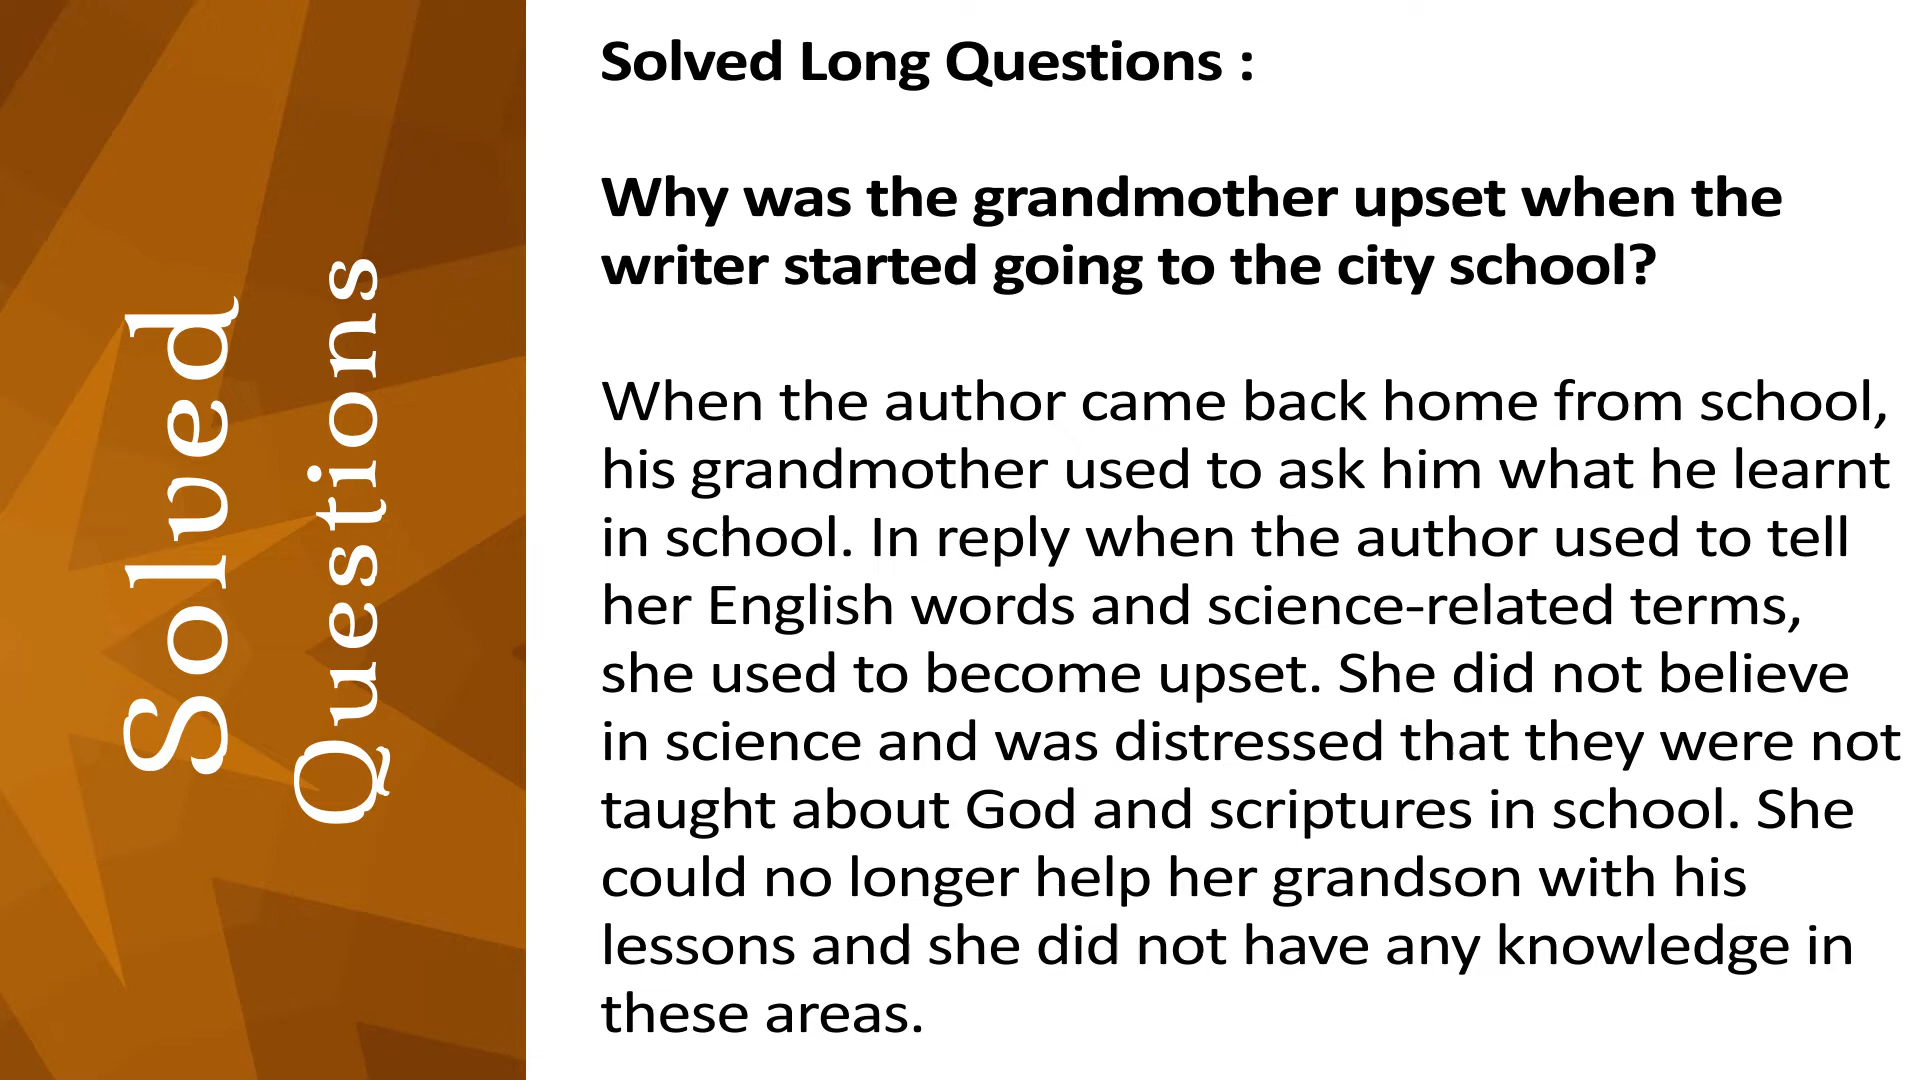 Solved
Questions
Solved Long Questions :
Why was the grandmother upset when the
writer started going to the city school?
When the author came back home from school,
his grandmother used to ask him what he learnt
in school. In reply when the author used to tell
her English words and science-related terms,
she used to become upset. She did not believe
in science and was distressed that they were not
taught about God and scriptures in school. She
could no longer help her grandson with his
lessons and she did not have any knowledge in
these areas.